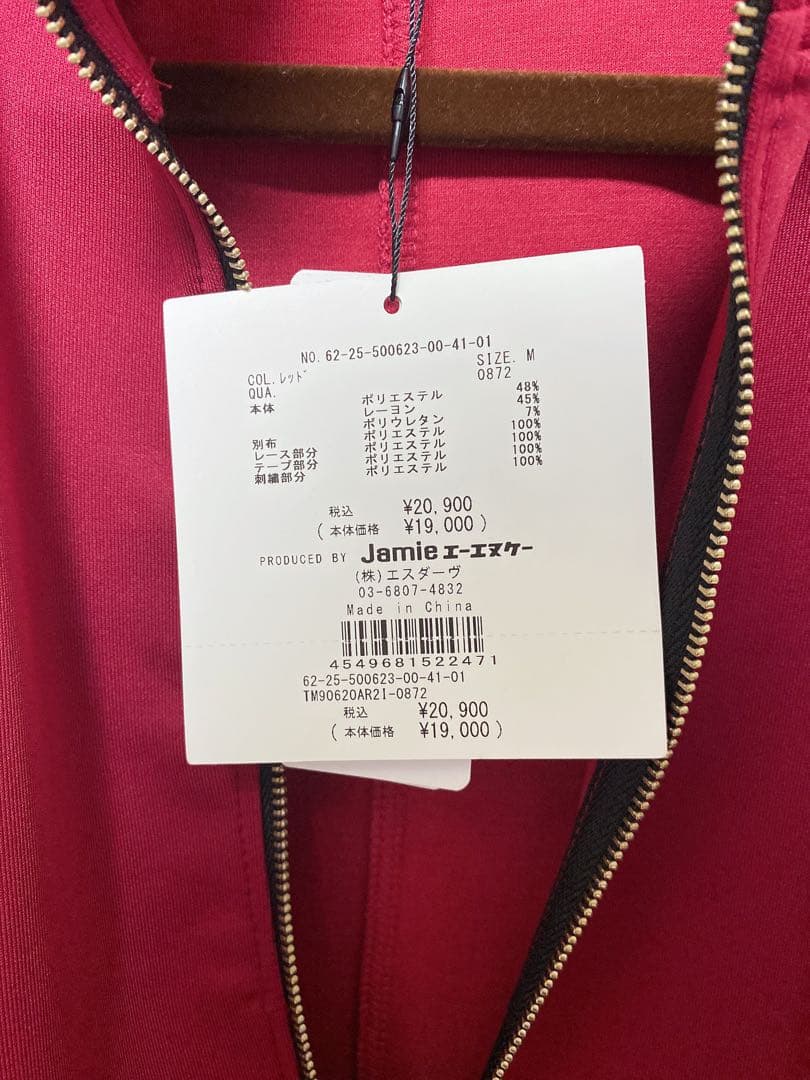 NO. 62-25-500623-00-41-01
COL. レッド SIZE. M
QUA. 0872
本体 ポリエステル 48%
レーヨン 45%
ポリウレタン 7%
別布 ポリエステル 100%
レース部分 ポリエステル 100%
テープ部分 ポリエステル 100%
刺繍部分 ポリエステル 100%
税込 ¥20,900
(本体価格 ¥19,000)
PRODUCED BY Jamie エーエヌケー
(株)エスダーヴ
03-6807-4832
Made in China
4549681522471
62-25-500623-00-41-01
TM90620AR2I-0872
税込 ¥20,900
(本体価格 ¥19,000)